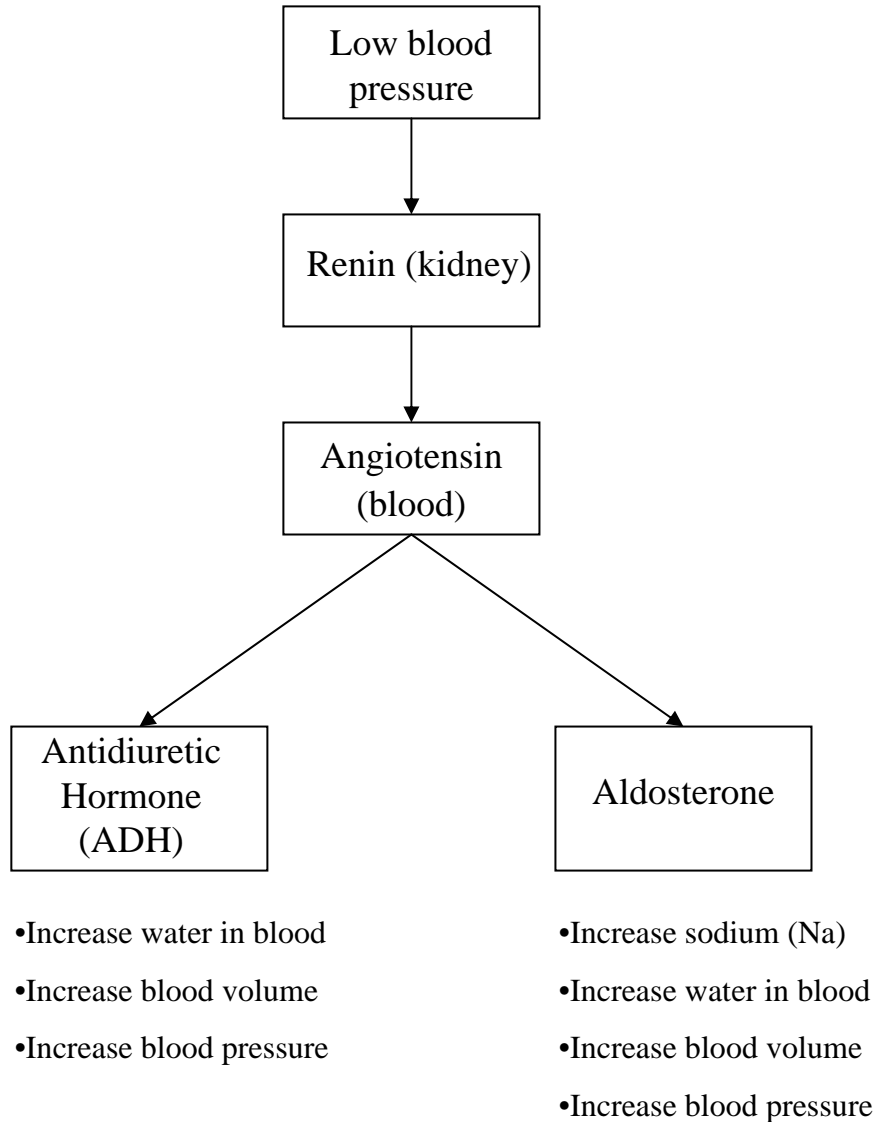 Low blood
pressure
Renin (kidney)
Angiotensin
(blood)
Antidiuretic
Hormone
(ADH)
Aldosterone
•Increase water in blood
•Increase blood volume
•Increase blood pressure
•Increase sodium (Na)
•Increase water in blood
•Increase blood volume
•Increase blood pressure